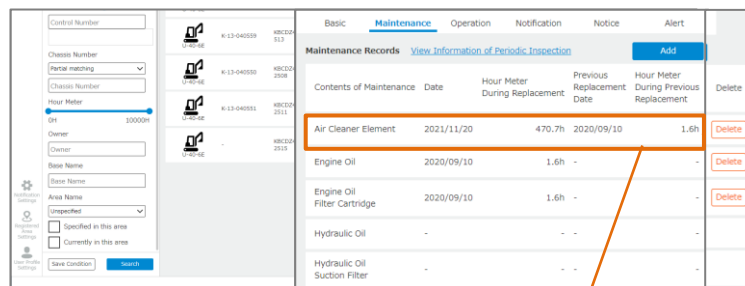 Control Number
Chassis Number
Partial matching
Chassis Number
Hour Meter
0H 10000H
Owner
Owner
Base Name
Base Name
Area Name
Unspecified
Specified in this area
Currently in this area
Save Condition Search
Notification
Settings
Registered
Area
Settings
User Profile
Settings
U-40-6E
K-13-040559
513
U-40-6E
K-13-040550
2508
U-40-6E
K-13-040551
2511
U-40-6E
-
2515
Basic Maintenance Operation Notification Notice Alert
Maintenance Records View Information of Periodic Inspection Add
Contents of Maintenance Date Hour Meter During Replacement Previous Replacement Date Hour Meter During Previous Replacement Delete
Air Cleaner Element 2021/11/20 470.7h 2020/09/10 1.6h Delete
Engine Oil 2020/09/10 1.6h - - Delete
Engine Oil
Filter Cartridge 2020/09/10 1.6h - - Delete
Hydraulic Oil - - - -
Hydraulic Oil
Suction Filter - - - -